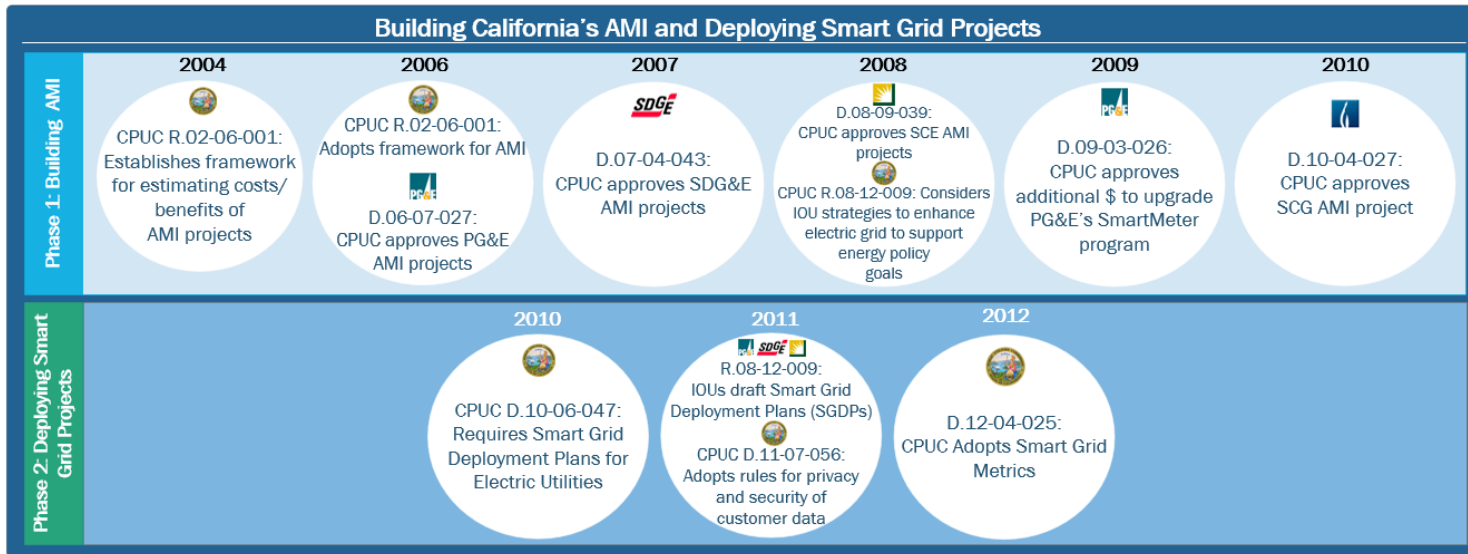 Building California's AMI and Deploying Smart Grid Projects
Phase 1: Building AMI
2004
CPUC R.02-06-001:
Establishes framework
for estimating costs/
benefits of
AMI projects
2006
CPUC R.02-06-001:
Adopts framework for AMI
PG&E
D.06-07-027:
CPUC approves PG&E
AMI projects
2007
SDGE
D.07-04-043:
CPUC approves SDG&E
AMI projects
2008
D.08-09-039:
CPUC approves SCE AMI
projects
CPUC R.08-12-009: Considers
IOU strategies to enhance
electric grid to support
energy policy
goals
2009
PG&E
D.09-03-026:
CPUC approves
additional $ to upgrade
PG&E's SmartMeter
program
2010
D.10-04-027:
CPUC approves
SCG AMI project
Phase 2: Deploying Smart
Grid Projects
2010
CPUC D.10-06-047:
Requires Smart Grid
Deployment Plans for
Electric Utilities
2011
PG&E SDGE
R.08-12-009:
IOUs draft Smart Grid
Deployment Plans (SGDPs)
CPUC D.11-07-056:
Adopts rules for privacy
and security of
customer data
2012
D.12-04-025:
CPUC Adopts Smart Grid
Metrics